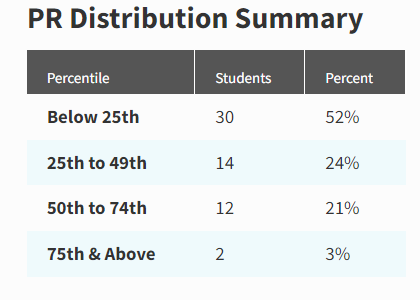 PR Distribution Summary
Percentile Students Percent
Below 25th 30 52%
25th to 49th 14 24%
50th to 74th 12 21%
75th & Above 2 3%